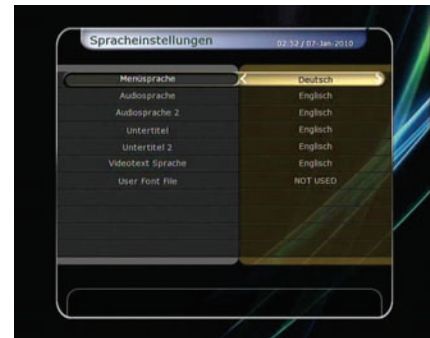 Spracheinstellungen 02:52 / 07-Jan-2010
Menüsprache Deutsch
Audiosprache Englisch
Audiosprache 2 Englisch
Untertitel Englisch
Untertitel 2 Englisch
Videotext Sprache Englisch
User Font File NOT USED